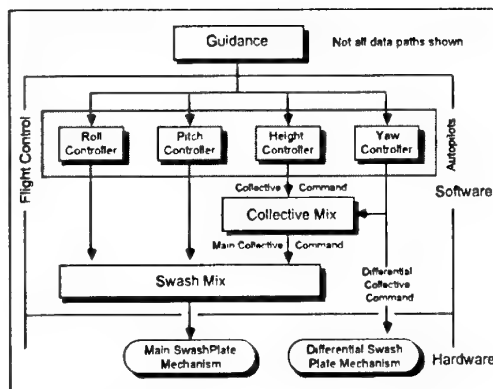 Guidance
Not all data paths shown
Flight Control
Autopilots
Roll
Controller
Pitch
Controller
Height
Controller
Yaw
Controller
Software
Collective Command
Collective Mix
Main Collective Command
Swash Mix
Differential
Collective
Command
Main SwashPlate
Mechanism
Differential Swash
Plate Mechanism
Hardware